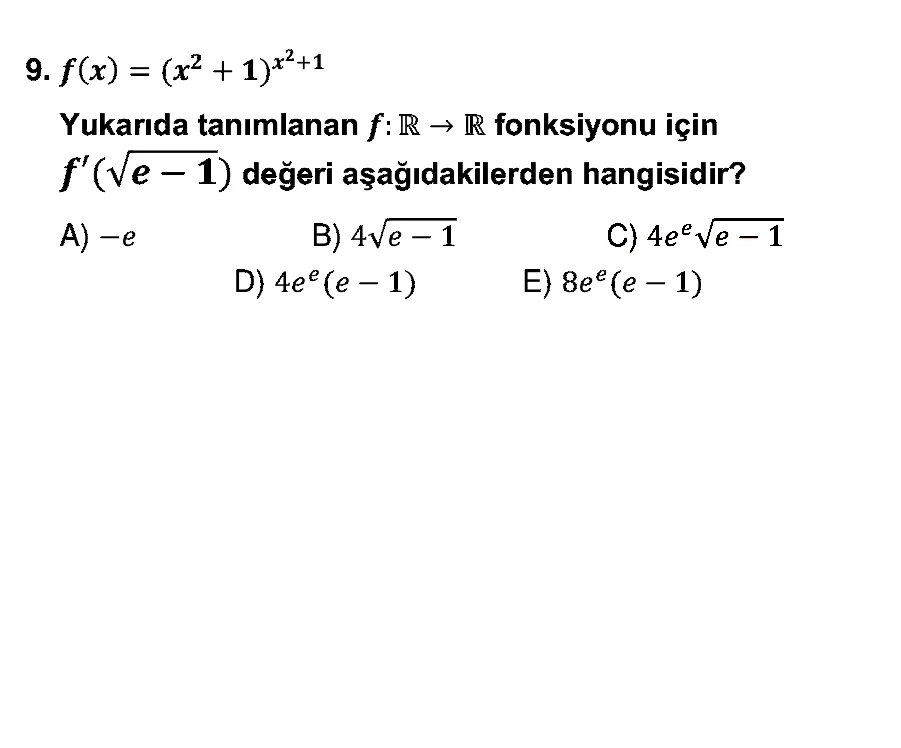 9. f(x) = (x² + 1)^{x²+1}
Yukarıda tanımlanan f: ℝ → ℝ fonksiyonu için
f′(√(e − 1)) değeri aşağıdakilerden hangisidir?
A) −e B) 4√(e − 1) C) 4e^e√(e − 1)
D) 4e^e(e − 1) E) 8e^e(e − 1)